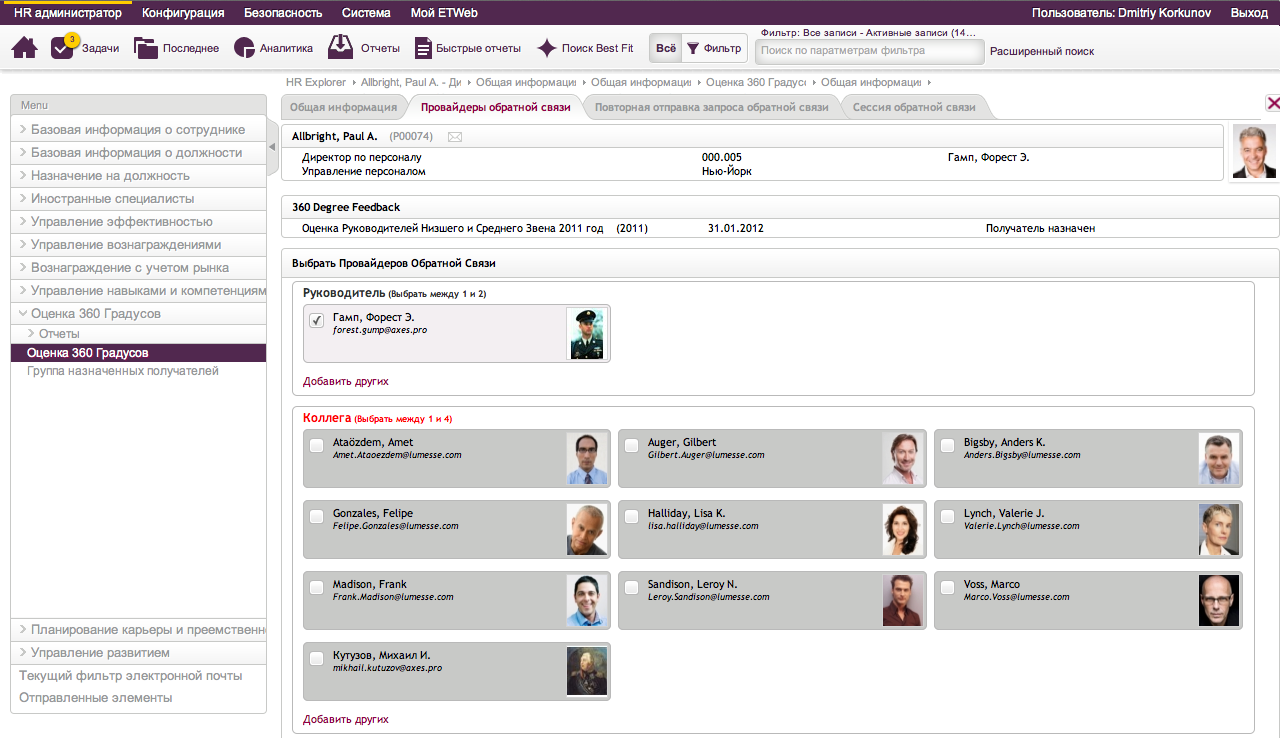 HR администратор Конфигурация Безопасность Система Мой ETWeb Пользователь: Dmitriy Korkunov Выход
3 Задачи Последнее Аналитика Отчеты Быстрые отчеты Поиск Best Fit Всё Фильтр
Фильтр: Все записи - Активные записи (14...
Поиск по паратметрам фильтра Расширенный поиск
HR Explorer Allbright, Paul A. - Ди Общая информаци Общая информаци Оценка 360 Градусо Общая информаци
Общая информация Провайдеры обратной связи Повторная отправка запроса обратной связи Сессия обратной связи
Menu
Базовая информация о сотруднике
Базовая информация о должности
Назначение на должность
Иностранные специалисты
Управление эффективностью
Управление вознаграждениями
Вознаграждение с учетом рынка
Управление навыками и компетенциям
Оценка 360 Градусов
Отчеты
Оценка 360 Градусов
Группа назначенных получателей
Планирование карьеры и преемственн
Управление развитием
Текущий фильтр электронной почты
Отправленные элементы
Allbright, Paul A. (P00074)
Директор по персоналу 000.005 Гамп, Форест Э.
Управление персоналом Нью-Йорк
360 Degree Feedback
Оценка Руководителей Низшего и Среднего Звена 2011 год (2011) 31.01.2012 Получатель назначен
Выбрать Провайдеров Обратной Связи
Руководитель (Выбрать между 1 и 2)
Гамп, Форест Э.
forest.gump@axes.pro
Добавить других
Коллега (Выбрать между 1 и 4)
Ataözdem, Amet
Amet.Ataoezdem@lumesse.com
Auger, Gilbert
Gilbert.Auger@lumesse.com
Bigsby, Anders K.
Anders.Bigsby@lumesse.com
Gonzales, Felipe
Felipe.Gonzales@lumesse.com
Halliday, Lisa K.
lisa.halliday@lumesse.com
Lynch, Valerie J.
Valerie.Lynch@lumesse.com
Madison, Frank
Frank.Madison@lumesse.com
Sandison, Leroy N.
Leroy.Sandison@lumesse.com
Voss, Marco
Marco.Voss@lumesse.com
Кутузов, Михаил И.
mikhail.kutuzov@axes.pro
Добавить других